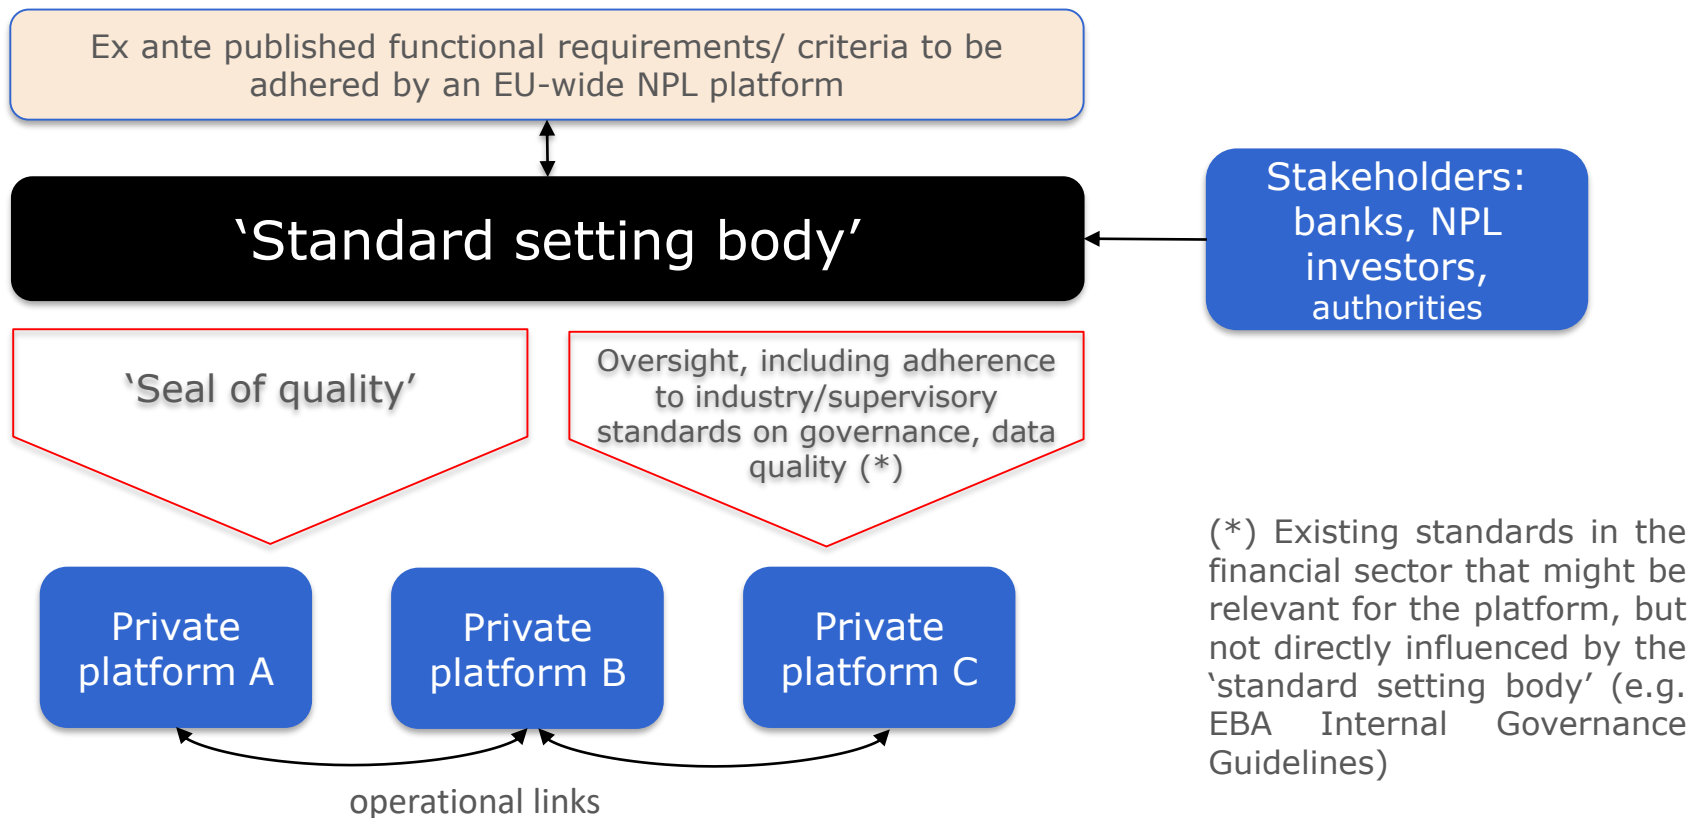 Ex ante published functional requirements/ criteria to be
adhered by an EU-wide NPL platform
‘Standard setting body’
Stakeholders:
banks, NPL
investors,
authorities
‘Seal of quality’
Oversight, including adherence
to industry/supervisory
standards on governance, data
quality (*)
Private
platform A
Private
platform B
Private
platform C
operational links
(*) Existing standards in the
financial sector that might be
relevant for the platform, but
not directly influenced by the
‘standard setting body’ (e.g.
EBA Internal Governance
Guidelines)